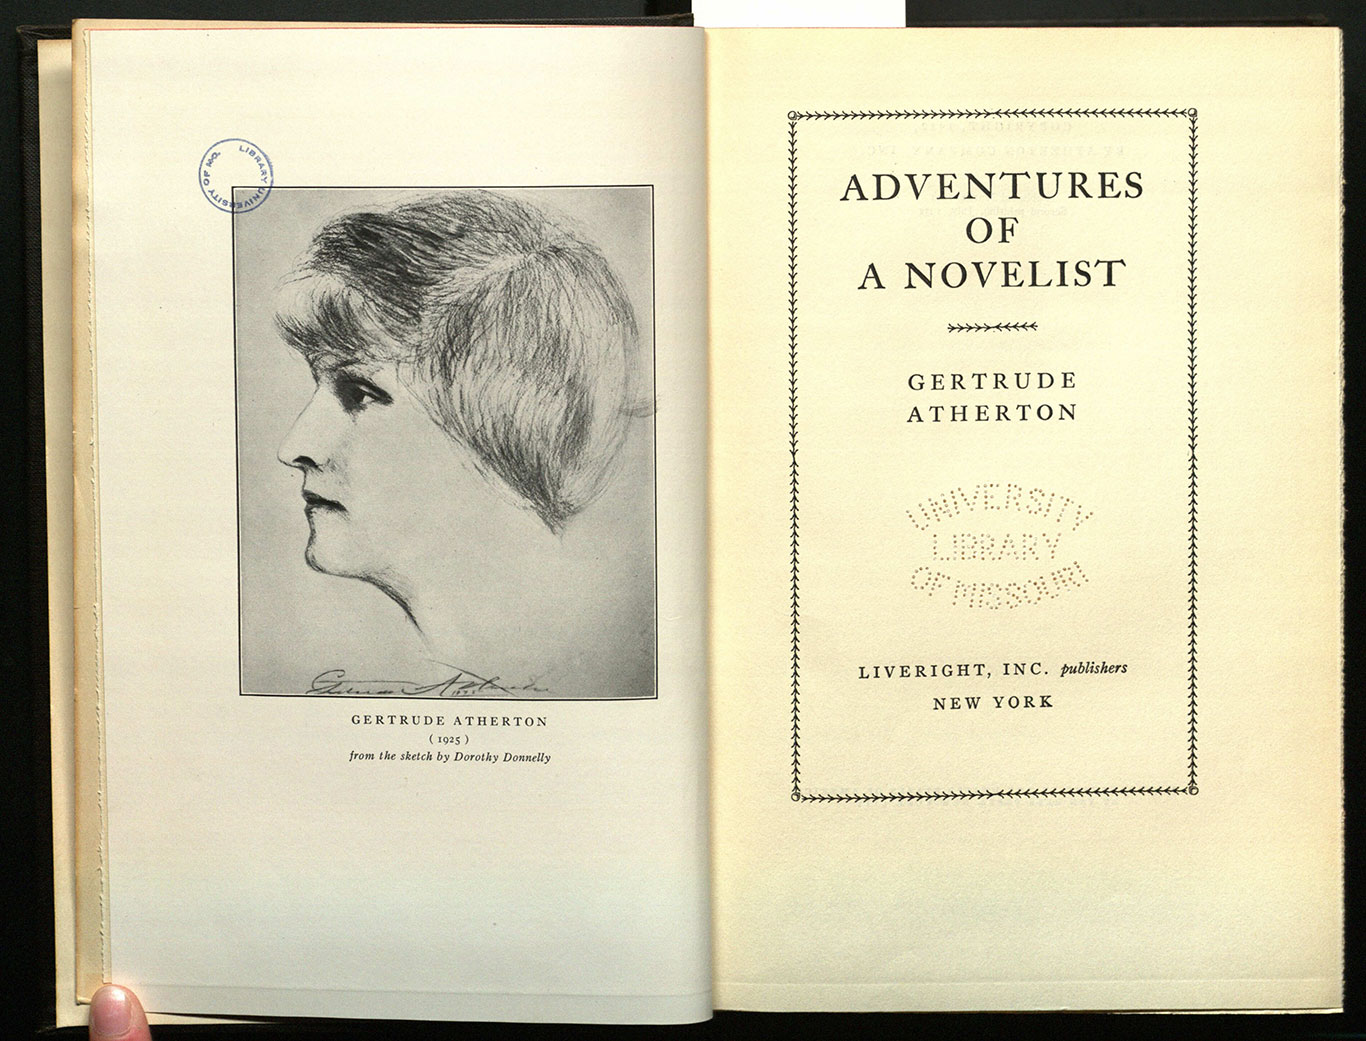 LIBRARY UNIVERSITY OF MO.
GERTRUDE ATHERTON
( 1925 )
from the sketch by Dorothy Donnelly
ADVENTURES
OF
A NOVELIST
GERTRUDE
ATHERTON
UNIVERSITY
LIBRARY
OF MISSOURI
LIVERIGHT, INC. publishers
NEW YORK